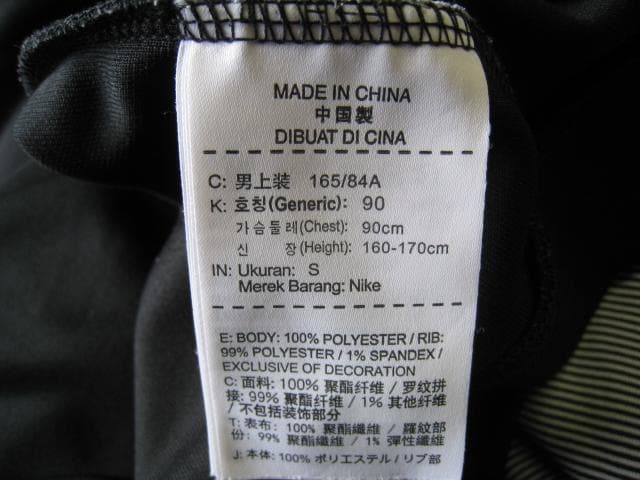 MADE IN CHINA
中国製
DIBUAT DI CINA
C: 男上装 165/84A
K: 호칭(Generic): 90
가슴둘레(Chest): 90cm
신 장(Height): 160-170cm
IN: Ukuran: S
Merek Barang: Nike
E: BODY: 100% POLYESTER / RIB:
99% POLYESTER / 1% SPANDEX /
EXCLUSIVE OF DECORATION
C: 面料: 100% 聚酯纤维 / 罗纹拼
接: 99% 聚酯纤维 / 1% 其他纤维
/ 不包括装饰部分
T: 表布: 100% 聚酯纖維 / 羅紋部
份: 99% 聚酯纖維 / 1% 彈性纖維
J: 本体: 100% ポリエステル / リブ部